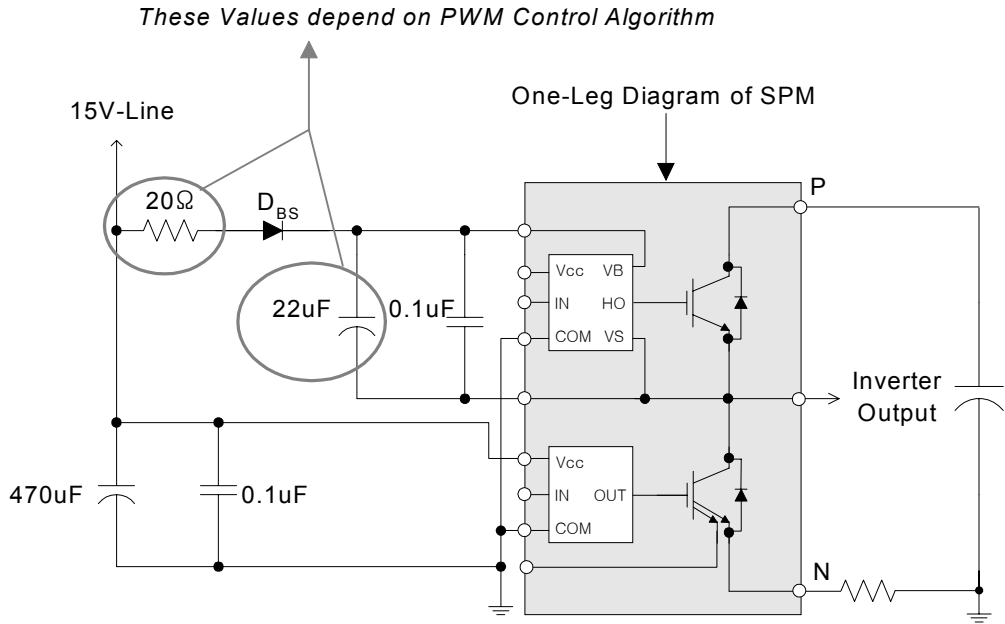 These Values depend on PWM Control Algorithm
One-Leg Diagram of SPM
15V-Line
P
20Ω
DBS
Vcc VB
22uF
0.1uF
IN HO
COM VS
Inverter
Output
Vcc
470uF
0.1uF
IN OUT
COM
N